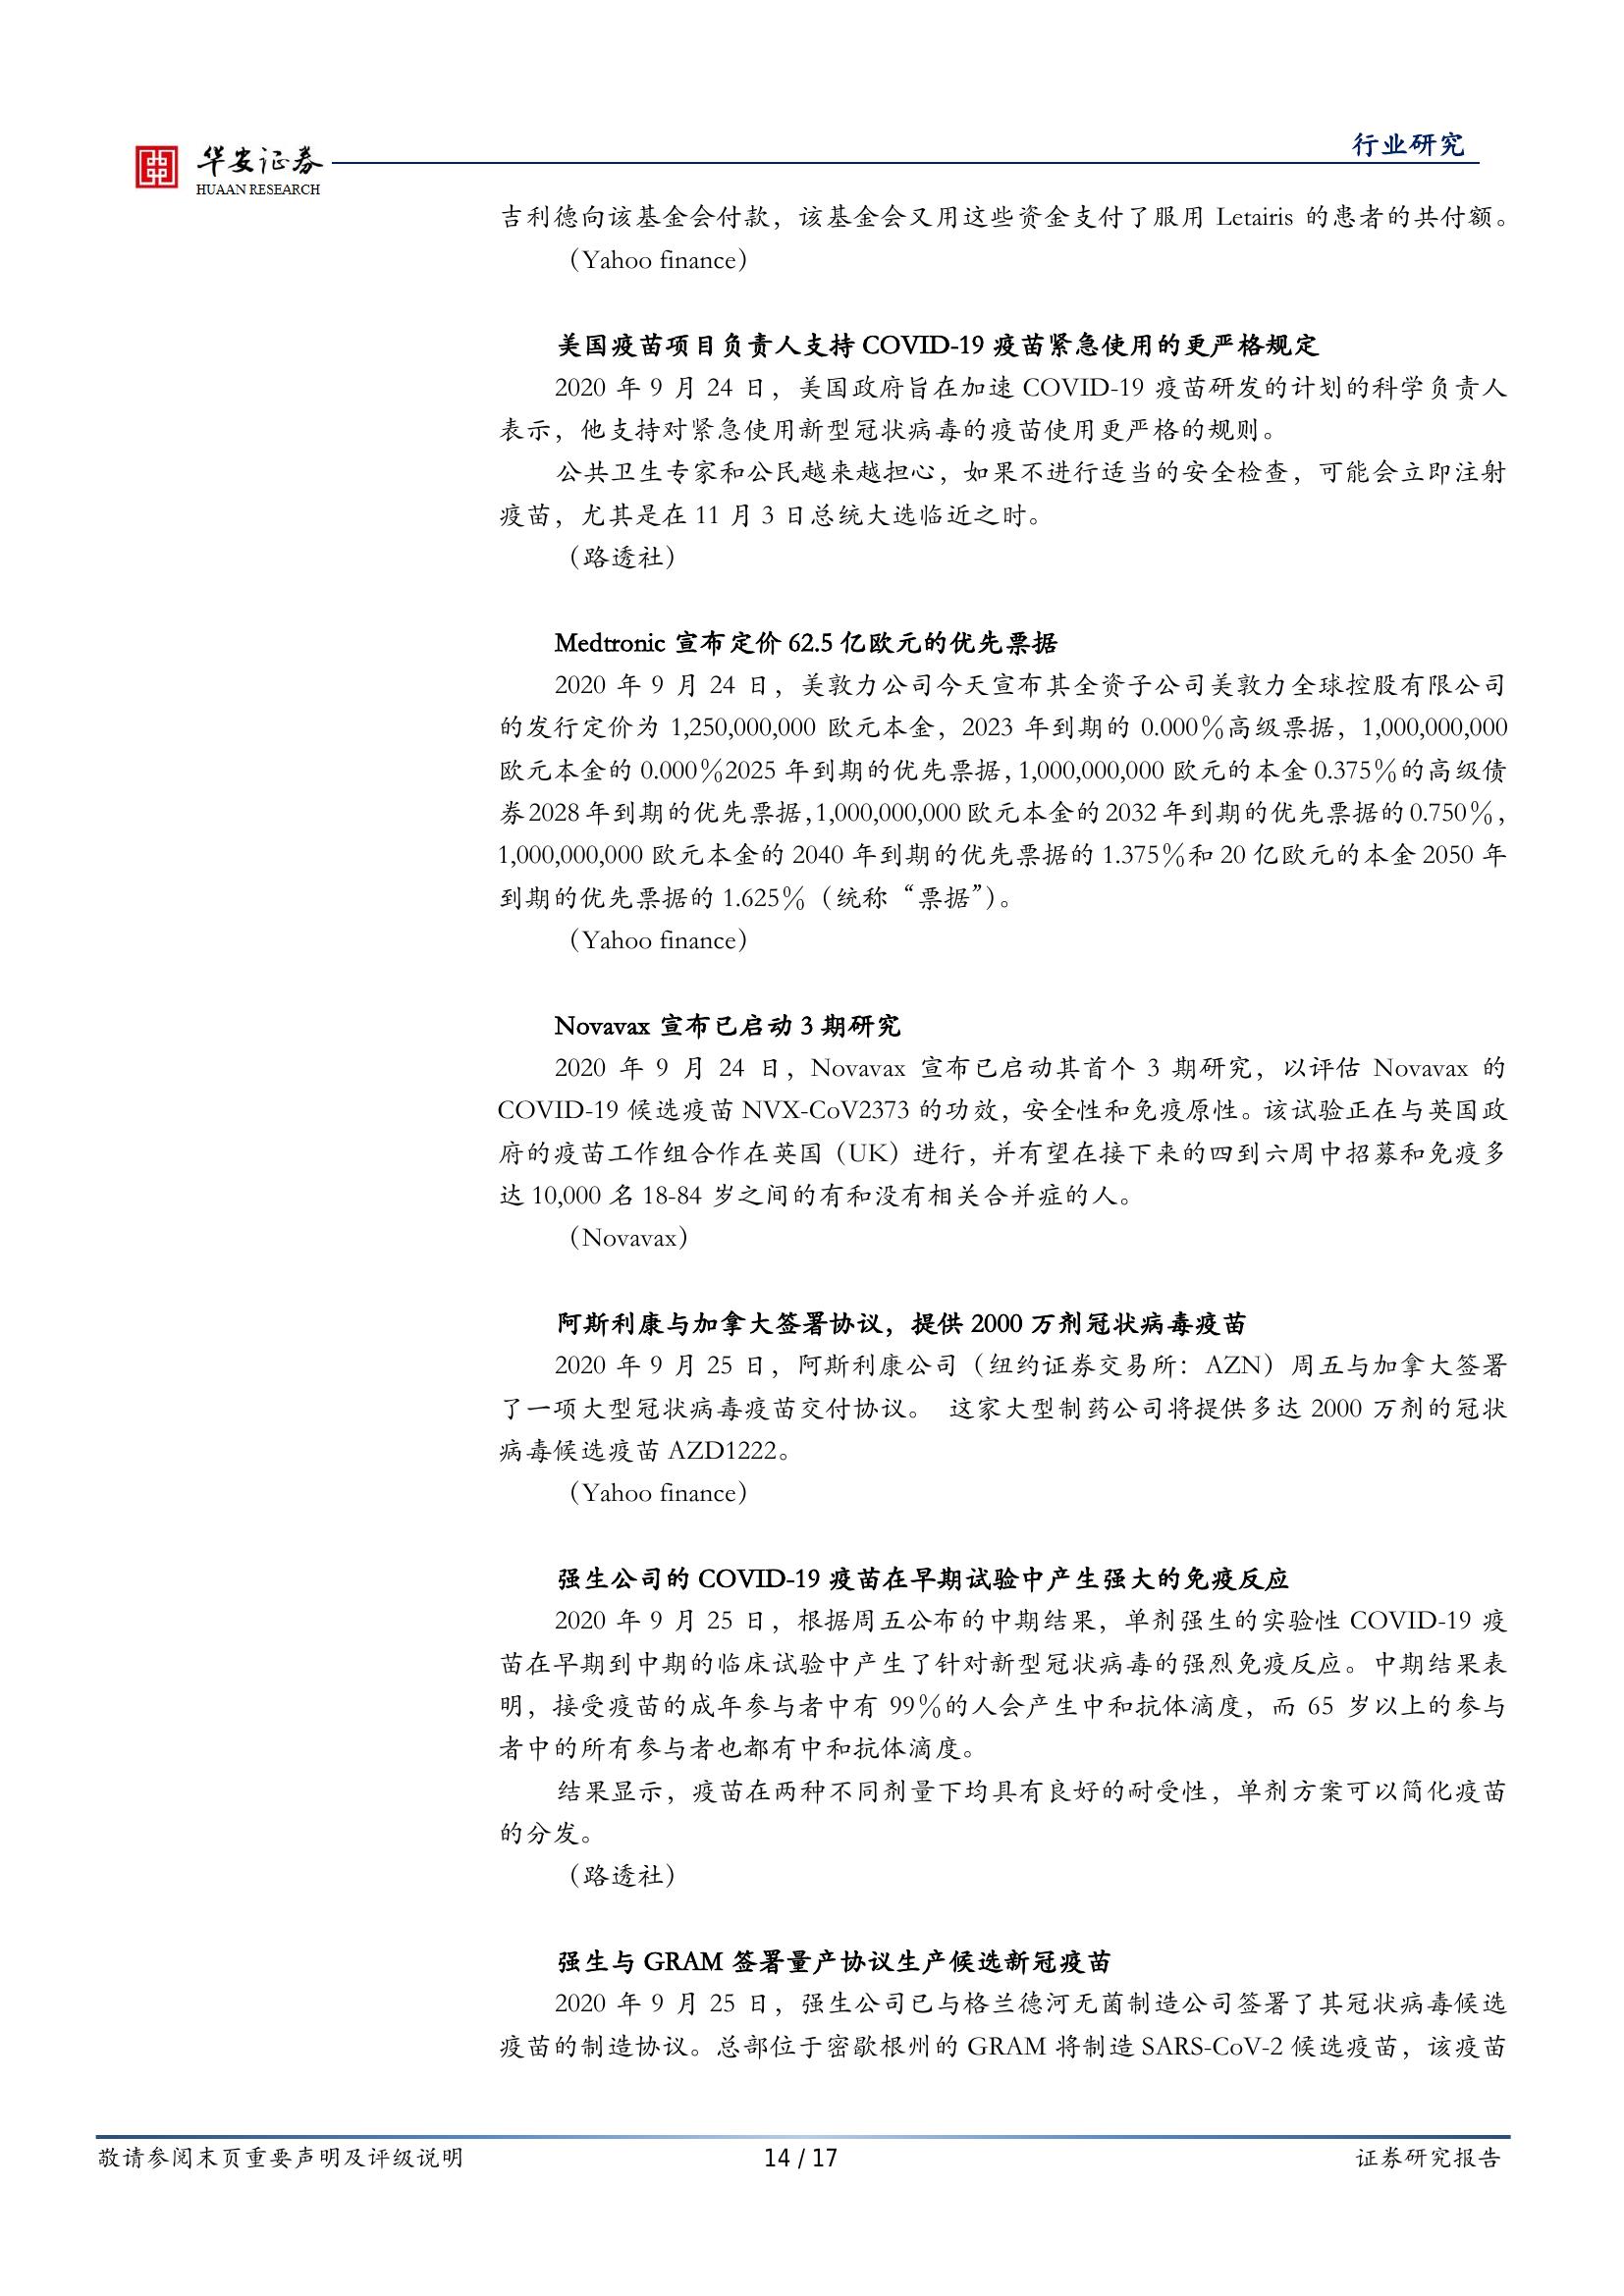 华安证券
HUAAN RESEARCH
行业研究
吉利德向该基金会付款，该基金会又用这些资金支付了服用 Letairis 的患者的共付额。
（Yahoo finance）
美国疫苗项目负责人支持 COVID-19 疫苗紧急使用的更严格规定
2020 年 9 月 24 日，美国政府旨在加速 COVID-19 疫苗研发的计划的科学负责人
表示，他支持对紧急使用新型冠状病毒的疫苗使用更严格的规则。
公共卫生专家和公民越来越担心，如果不进行适当的安全检查，可能会立即注射
疫苗，尤其是在 11 月 3 日总统大选临近之时。
（路透社）
Medtronic 宣布定价 62.5 亿欧元的优先票据
2020 年 9 月 24 日，美敦力公司今天宣布其全资子公司美敦力全球控股有限公司
的发行定价为 1,250,000,000 欧元本金，2023 年到期的 0.000％高级票据，1,000,000,000
欧元本金的 0.000％2025 年到期的优先票据，1,000,000,000 欧元的本金 0.375％的高级债
券 2028 年到期的优先票据，1,000,000,000 欧元本金的 2032 年到期的优先票据的 0.750％，
1,000,000,000 欧元本金的 2040 年到期的优先票据的 1.375％和 20 亿欧元的本金 2050 年
到期的优先票据的 1.625％（统称“票据”）。
（Yahoo finance）
Novavax 宣布已启动 3 期研究
2020 年 9 月 24 日，Novavax 宣布已启动其首个 3 期研究，以评估 Novavax 的
COVID-19 候选疫苗 NVX-CoV2373 的功效，安全性和免疫原性。该试验正在与英国政
府的疫苗工作组合作在英国（UK）进行，并有望在接下来的四到六周中招募和免疫多
达 10,000 名 18-84 岁之间的有和没有相关合并症的人。
（Novavax）
阿斯利康与加拿大签署协议，提供 2000 万剂冠状病毒疫苗
2020 年 9 月 25 日，阿斯利康公司（纽约证券交易所：AZN）周五与加拿大签署
了一项大型冠状病毒疫苗交付协议。 这家大型制药公司将提供多达 2000 万剂的冠状
病毒候选疫苗 AZD1222。
（Yahoo finance）
强生公司的 COVID-19 疫苗在早期试验中产生强大的免疫反应
2020 年 9 月 25 日，根据周五公布的中期结果，单剂强生的实验性 COVID-19 疫
苗在早期到中期的临床试验中产生了针对新型冠状病毒的强烈免疫反应。中期结果表
明，接受疫苗的成年参与者中有 99％的人会产生中和抗体滴度，而 65 岁以上的参与
者中的所有参与者也都有中和抗体滴度。
结果显示，疫苗在两种不同剂量下均具有良好的耐受性，单剂方案可以简化疫苗
的分发。
（路透社）
强生与 GRAM 签署量产协议生产候选新冠疫苗
2020 年 9 月 25 日，强生公司已与格兰德河无菌制造公司签署了其冠状病毒候选
疫苗的制造协议。总部位于密歇根州的 GRAM 将制造 SARS-CoV-2 候选疫苗，该疫苗
敬请参阅末页重要声明及评级说明
14 / 17
证券研究报告